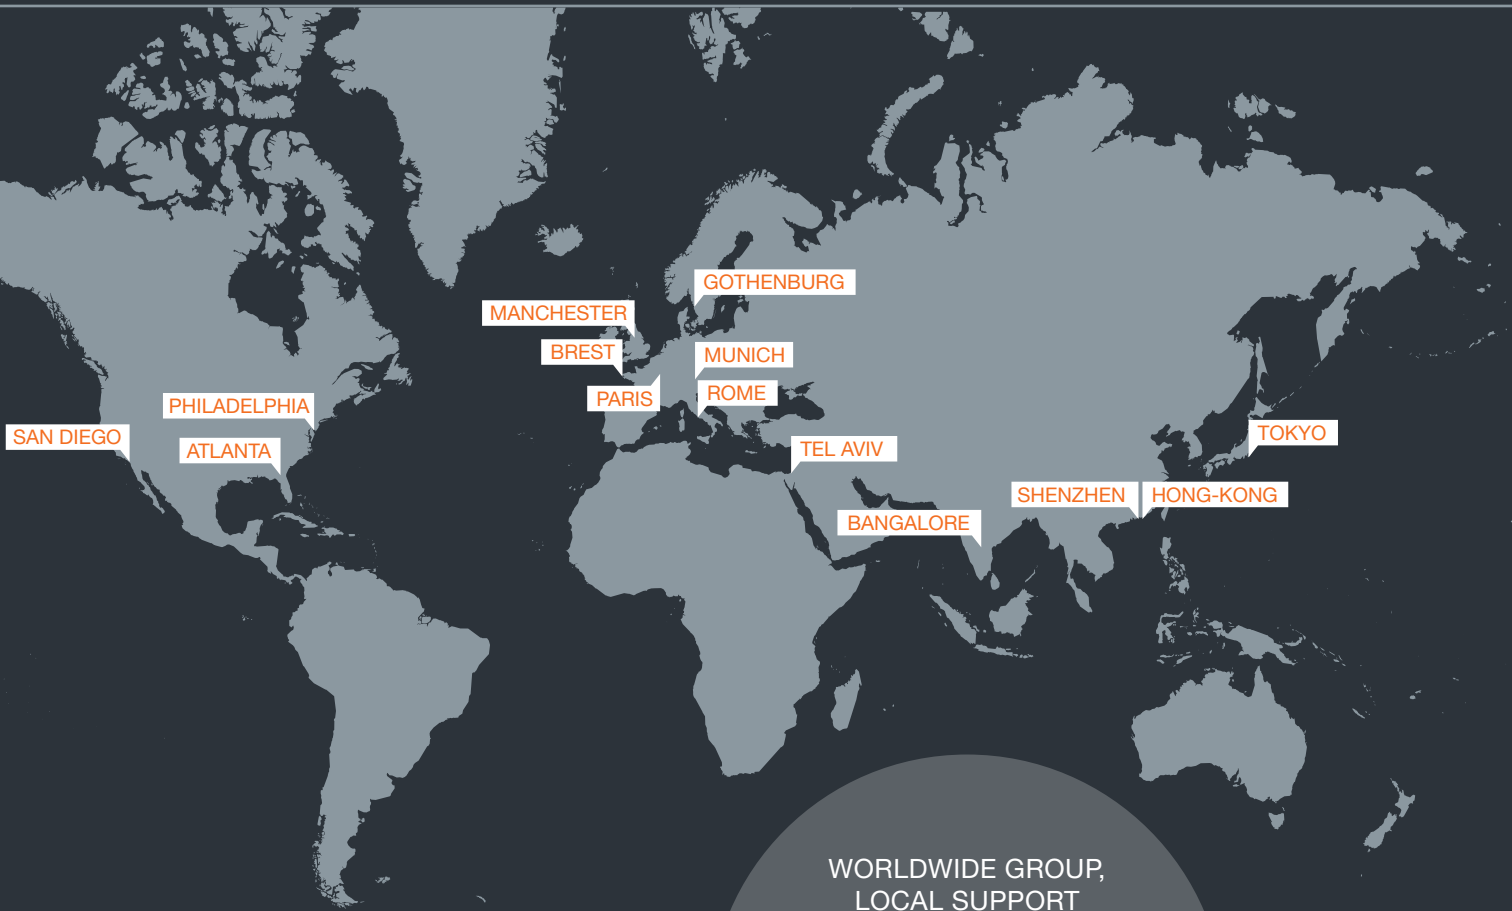 GOTHENBURG
MANCHESTER
BREST
MUNICH
PARIS
ROME
PHILADELPHIA
SAN DIEGO
ATLANTA
TEL AVIV
TOKYO
SHENZHEN
HONG-KONG
BANGALORE
WORLDWIDE GROUP,
LOCAL SUPPORT